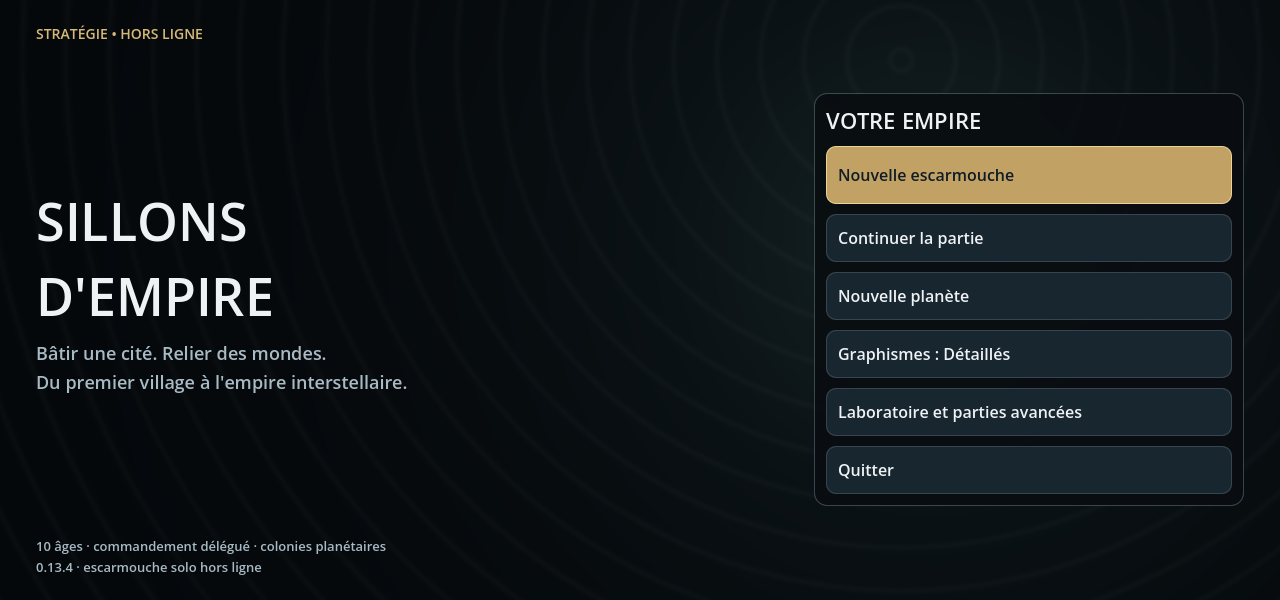 STRATÉGIE • HORS LIGNE
SILLONS
D'EMPIRE
Bâtir une cité. Relier des mondes.
Du premier village à l'empire interstellaire.
10 âges · commandement délégué · colonies planétaires
0.13.4 · escarmouche solo hors ligne
VOTRE EMPIRE
Nouvelle escarmouche
Continuer la partie
Nouvelle planète
Graphismes : Détaillés
Laboratoire et parties avancées
Quitter